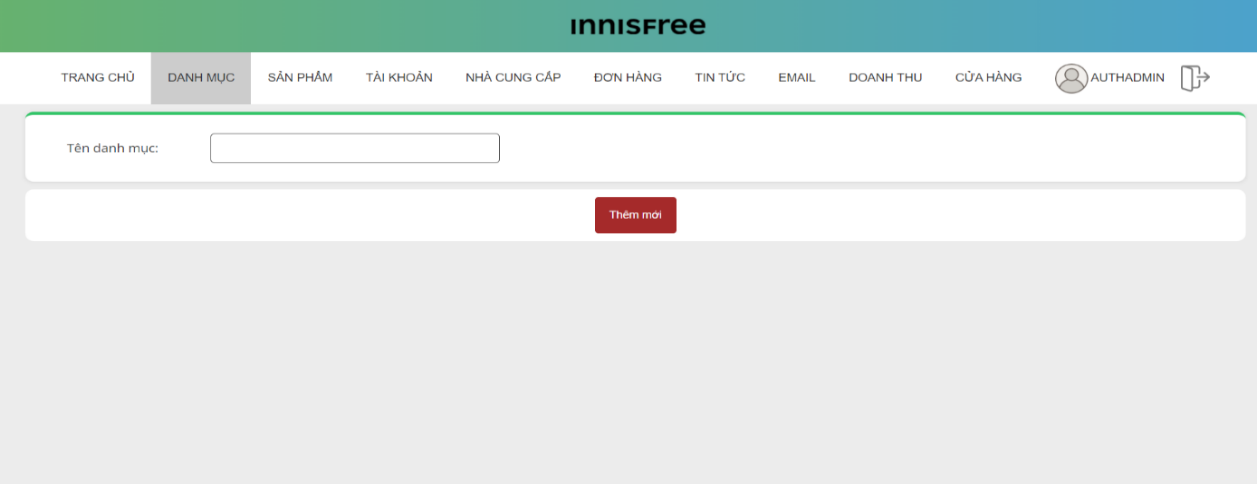 innisfree
TRANG CHỦ DANH MỤC SẢN PHẨM TÀI KHOẢN NHÀ CUNG CẤP ĐƠN HÀNG TIN TỨC EMAIL DOANH THU CỬA HÀNG AUTHADMIN
Tên danh mục:
Thêm mới